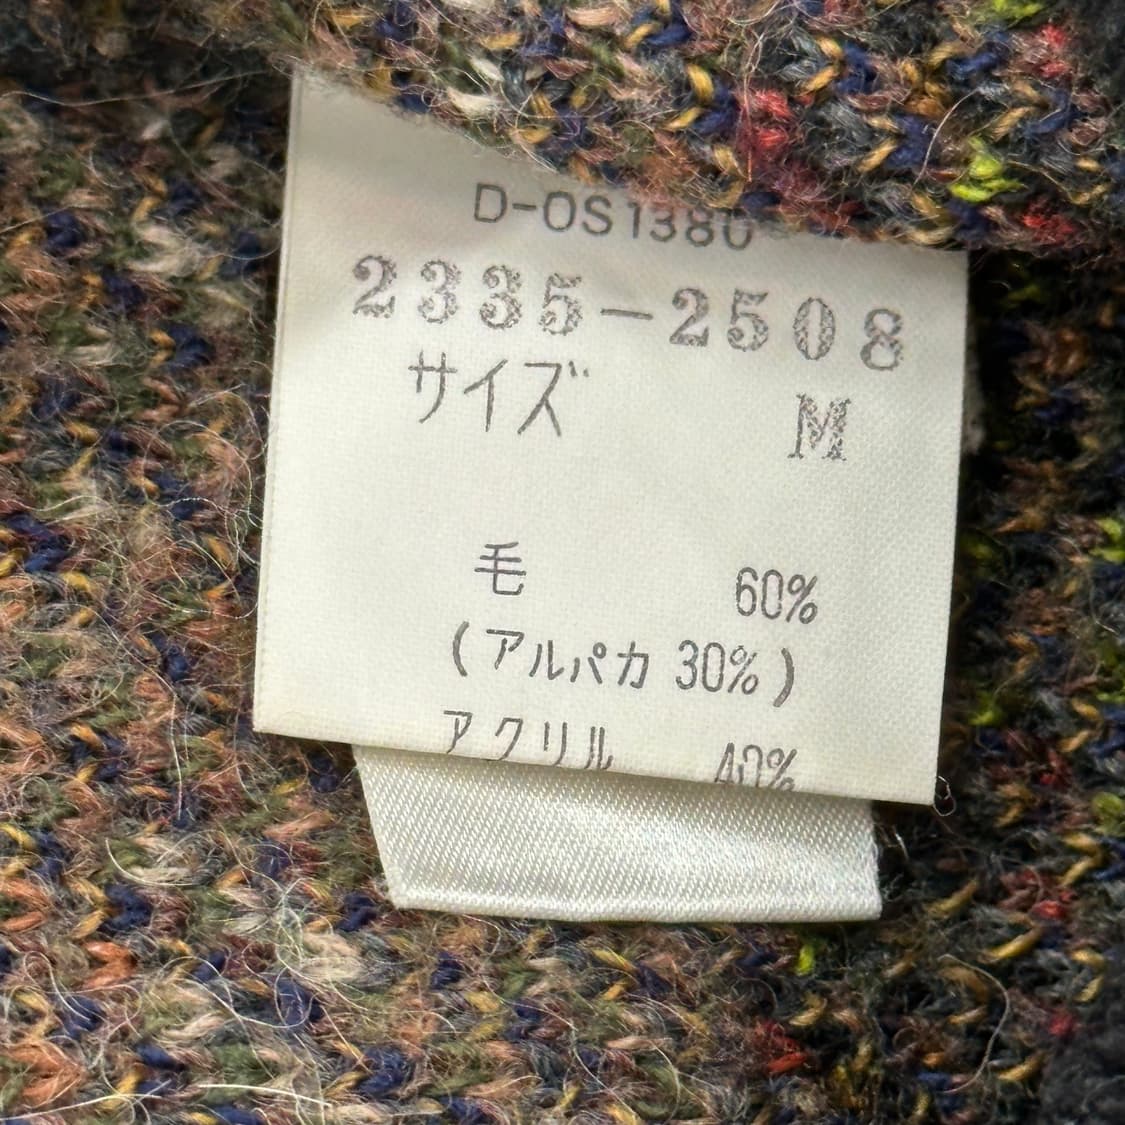 D-OS1380
2335-2508
サイズ M
毛 60%
(アルパカ 30%)
アクリル 40%